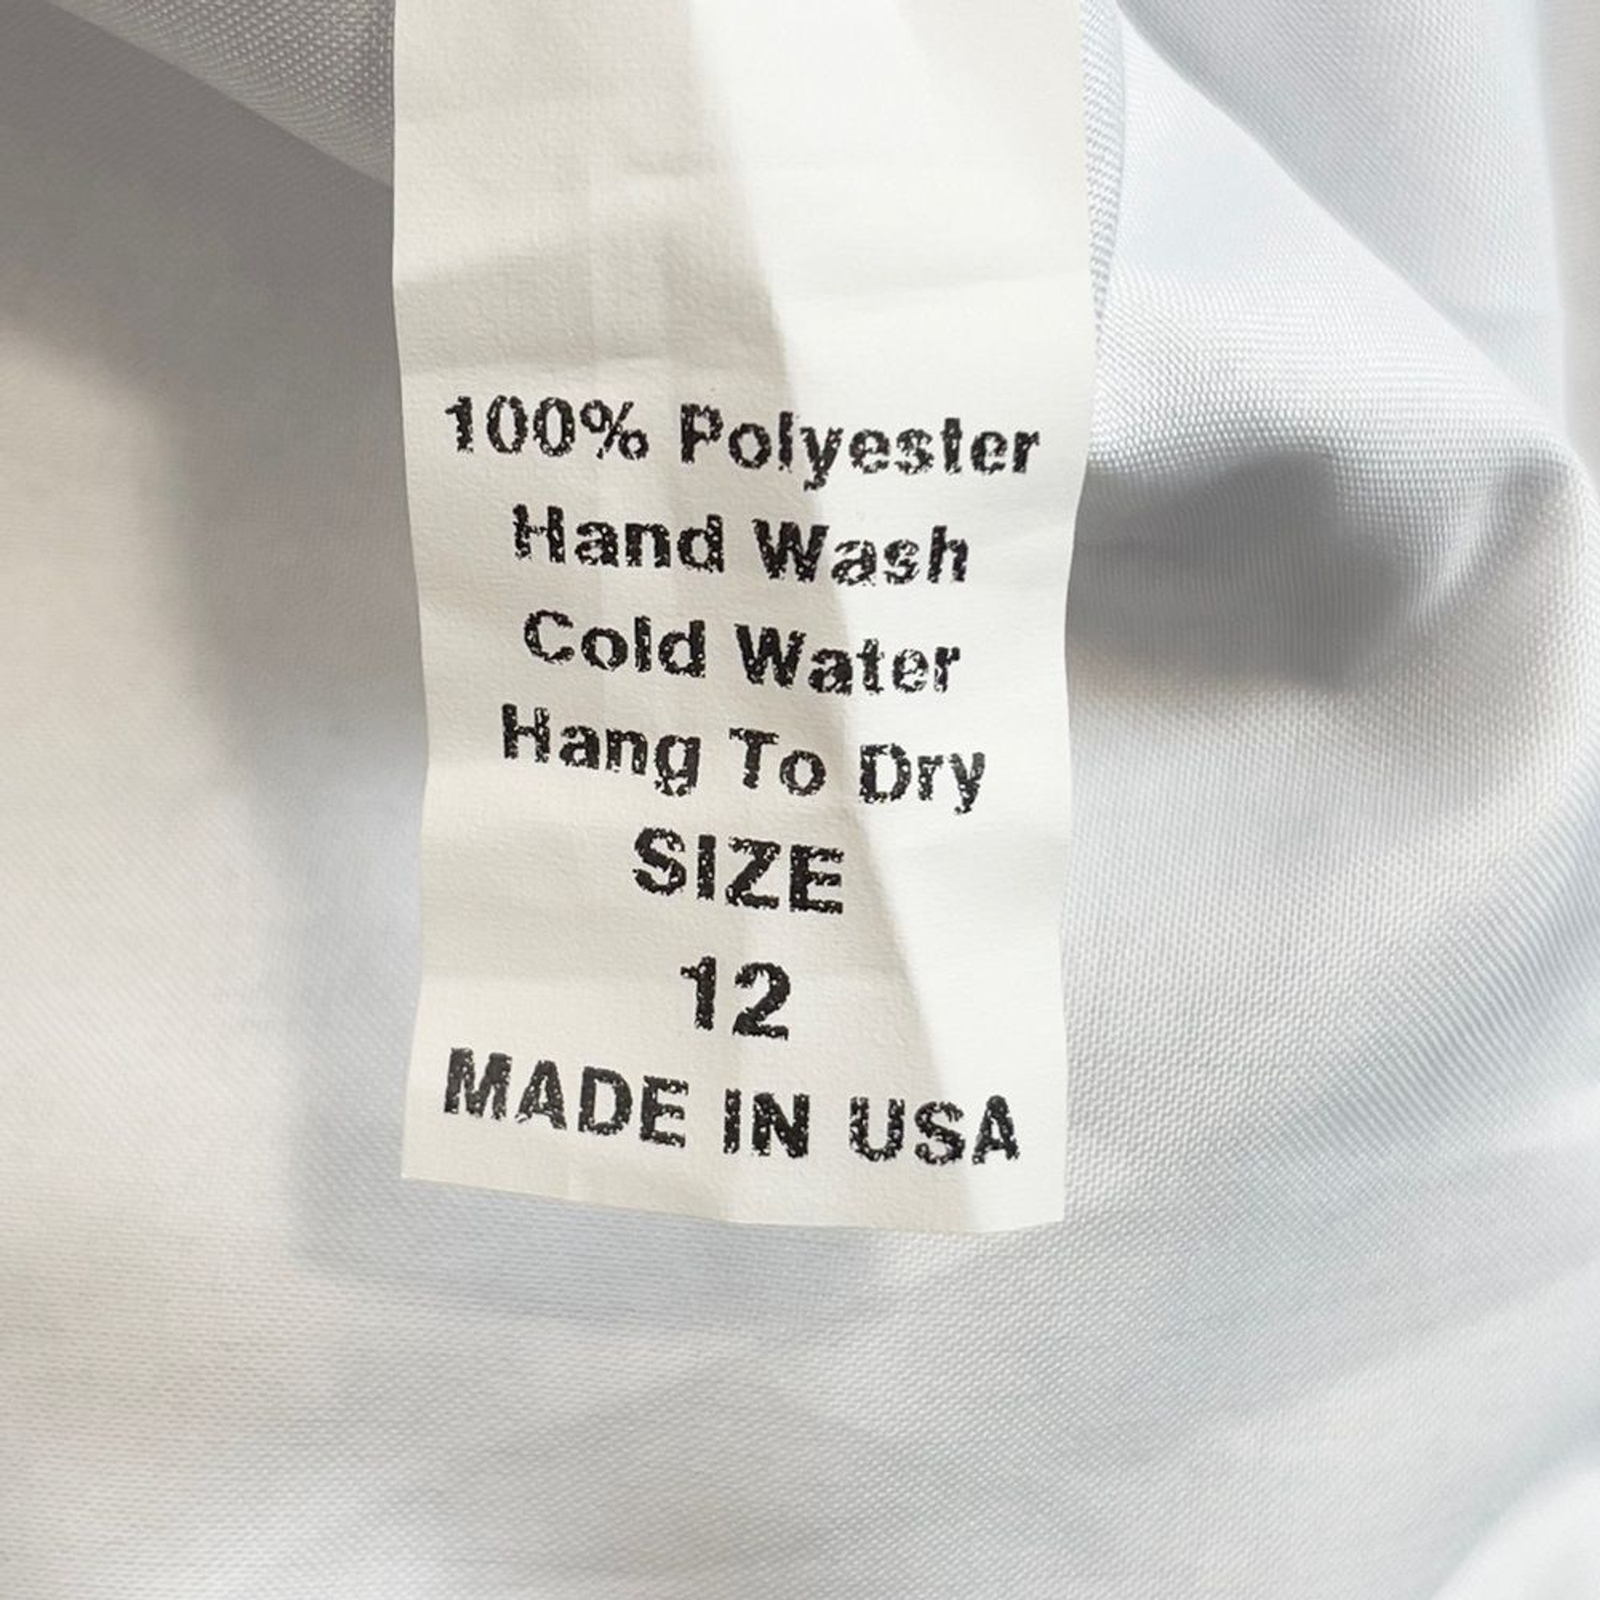 100% Polyester
Hand Wash
Cold Water
Hang To Dry
SIZE
12
MADE IN USA